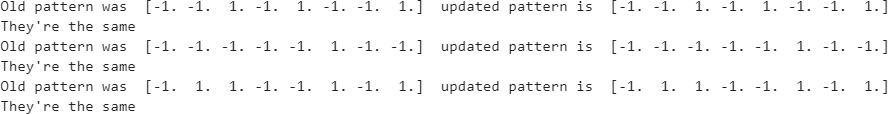 Old pattern was  [-1. -1.  1. -1.  1. -1. -1.  1.]  updated pattern is  [-1. -1.  1. -1.  1. -1. -1.  1.]
They're the same
Old pattern was  [-1. -1. -1. -1. -1.  1. -1. -1.]  updated pattern is  [-1. -1. -1. -1. -1.  1. -1. -1.]
They're the same
Old pattern was  [-1.  1.  1. -1. -1.  1. -1.  1.]  updated pattern is  [-1.  1.  1. -1. -1.  1. -1.  1.]
They're the same